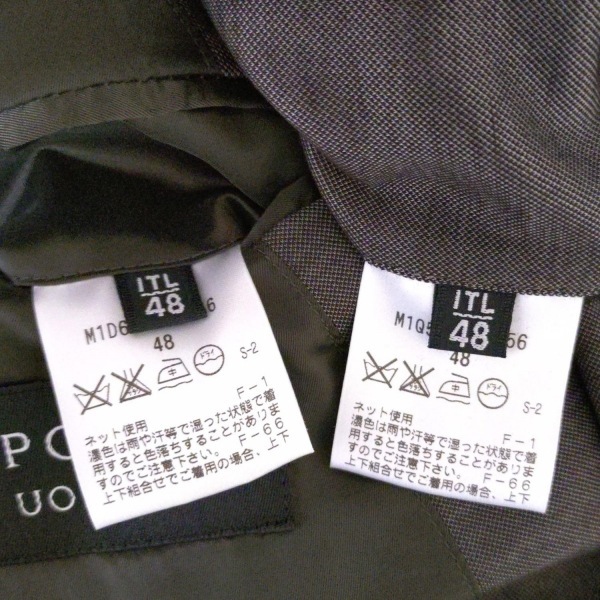 ITL
48
M1D6
6
48
ドライ
S-2
F-1
ネット使用
濃色は雨や汗等で湿った状態で着
用すると色落ちすることがありま
すのでご注意下さい。 F-66
上下組合せでご着用の場合、上下
ITL
48
M1Q5
56
48
中
ドライ
S-2
F-1
ネット使用
濃色は雨や汗等で湿った状態で着
用すると色落ちすることがありま
すのでご注意下さい。 F-66
上下組合せでご着用の場合、上下
UO